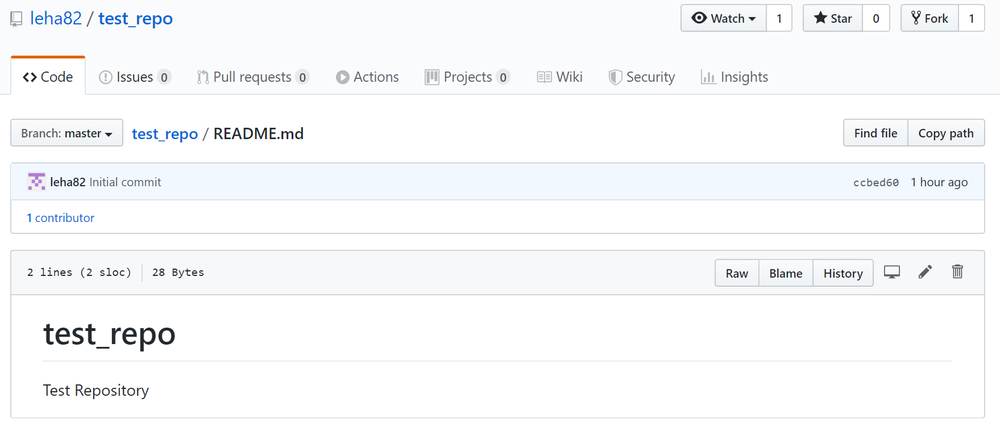 leha82 / test_repo
Watch 1 Star 0 Fork 1
Code Issues 0 Pull requests 0 Actions Projects 0 Wiki Security Insights
Branch: master test_repo / README.md Find file Copy path
leha82 Initial commit ccbed60 1 hour ago
1 contributor
2 lines (2 sloc) 28 Bytes Raw Blame History
test_repo
Test Repository